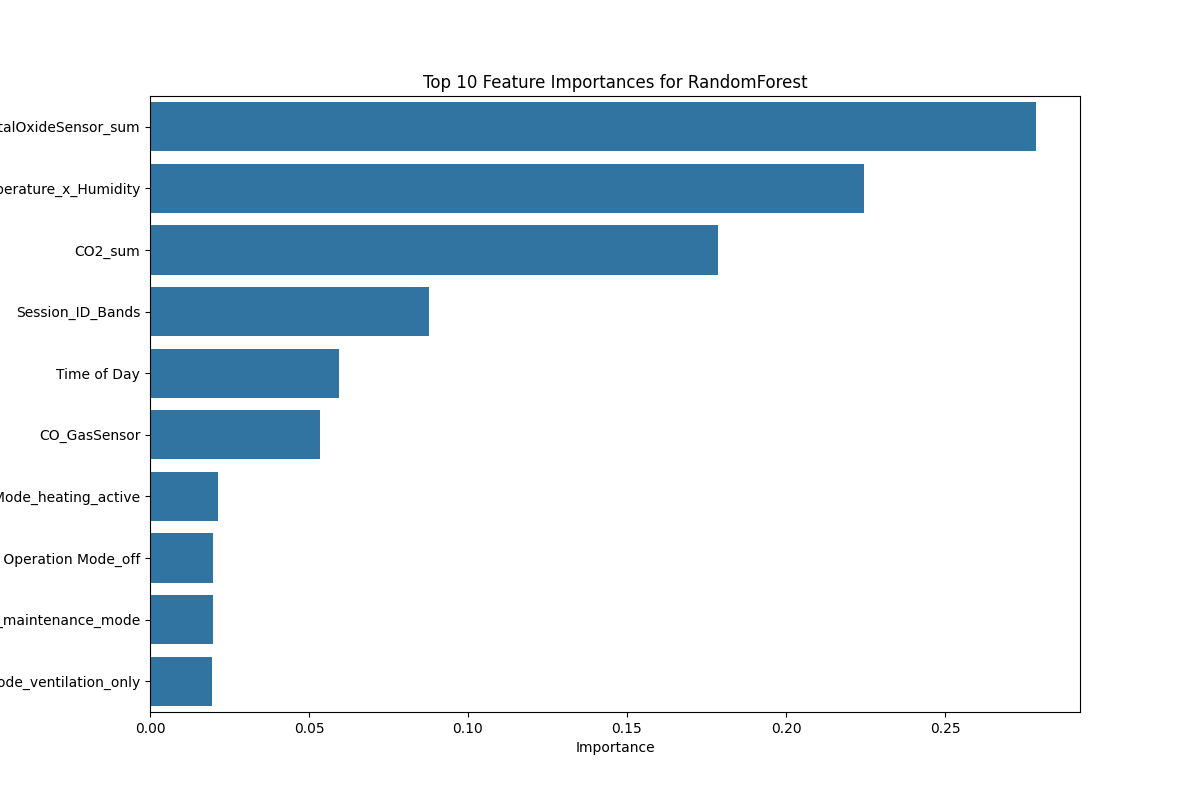 Top 10 Feature Importances for RandomForest
talOxideSensor_sum
perature_x_Humidity
CO2_sum
Session_ID_Bands
Time of Day
CO_GasSensor
Mode_heating_active
Operation Mode_off
_maintenance_mode
ode_ventilation_only
0.00 0.05 0.10 0.15 0.20 0.25
Importance